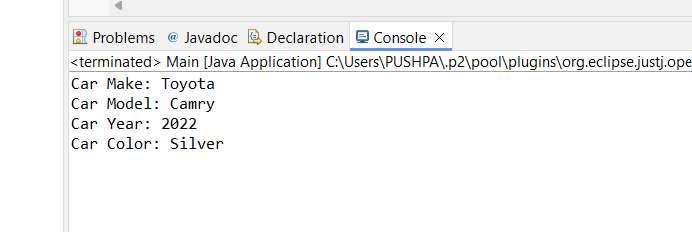 Problems @ Javadoc Declaration Console
<terminated> Main [Java Application] C:\Users\PUSHPA\.p2\pool\plugins\org.eclipse.justj.ope
Car Make: Toyota
Car Model: Camry
Car Year: 2022
Car Color: Silver